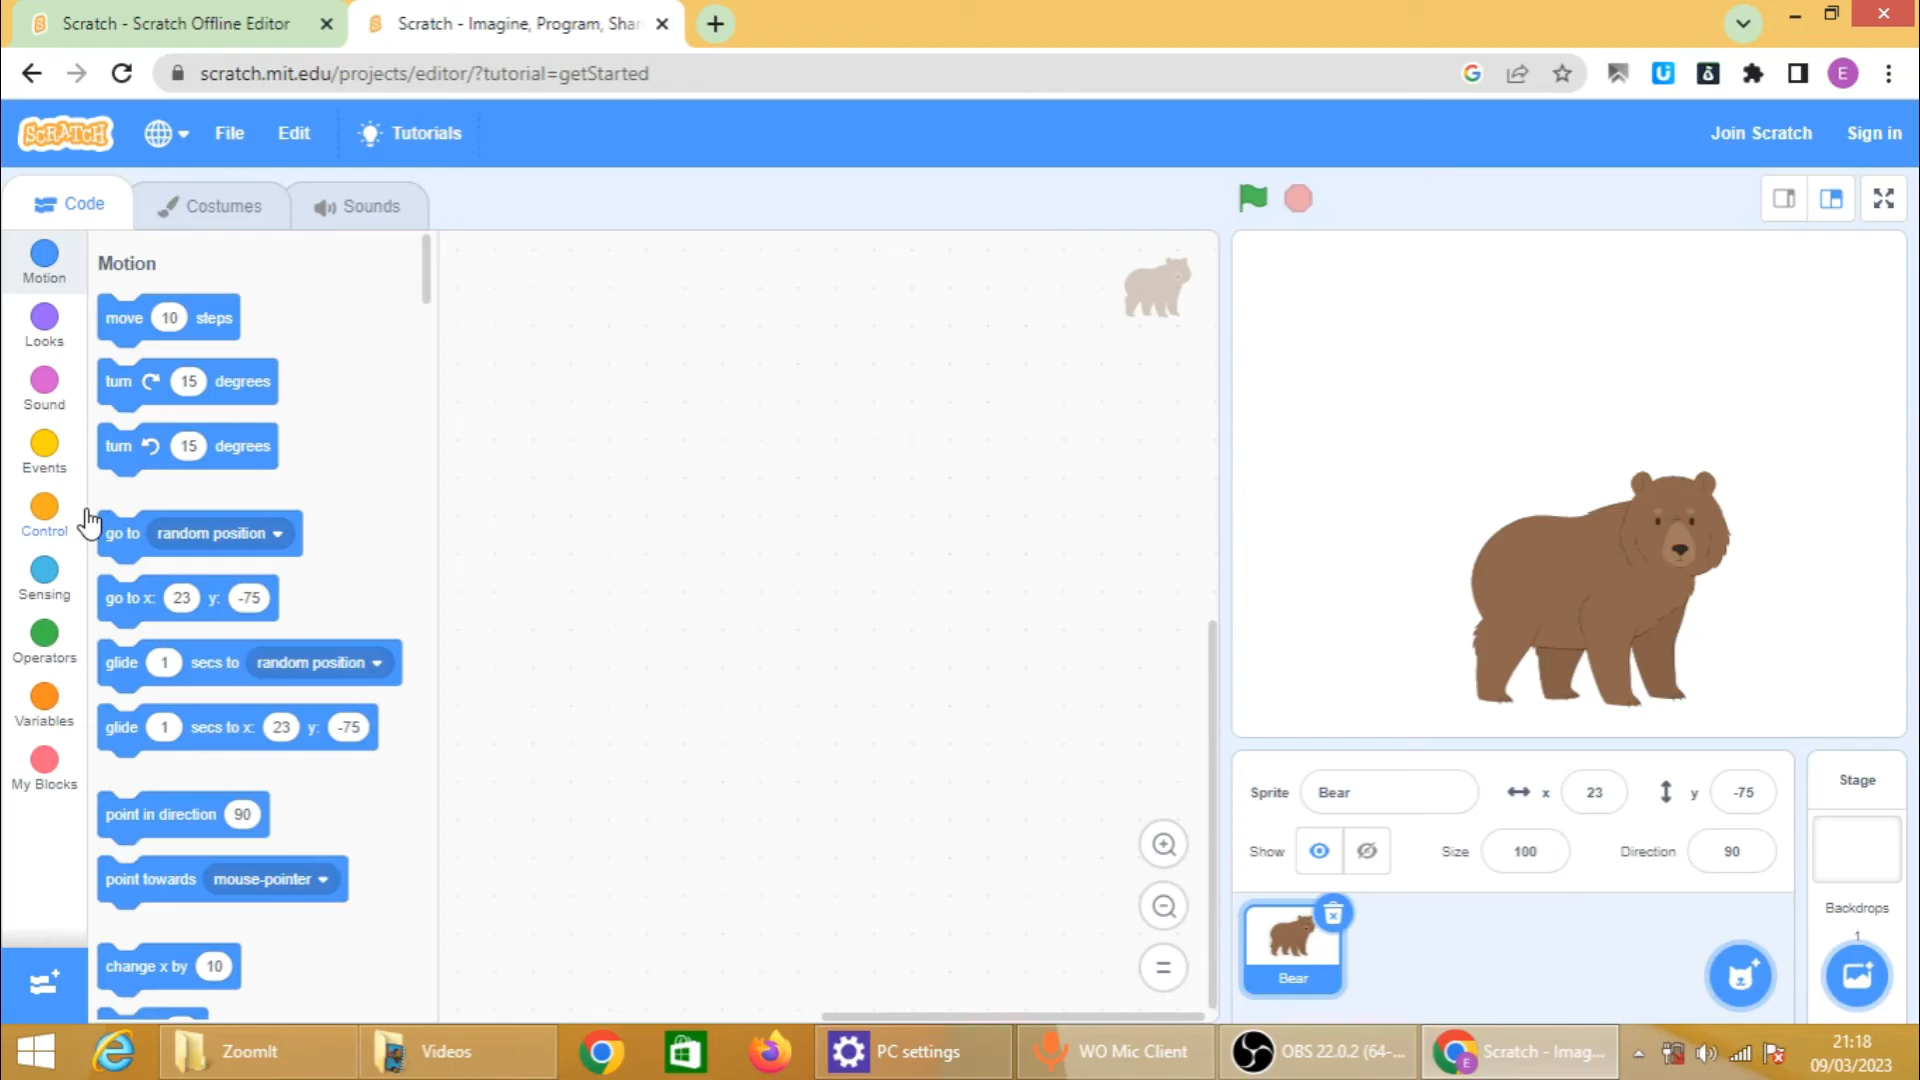 Scratch - Scratch Offline Editor
Scratch - Imagine, Program, Shar
scratch.mit.edu/projects/editor/?tutorial=getStarted
E
SCRATCH
File
Edit
Tutorials
Join Scratch
Sign in
Code
Costumes
Sounds
Motion
Looks
Sound
Events
Control
Sensing
Operators
Variables
My Blocks
Motion
move 10 steps
turn 15 degrees
turn 15 degrees
go to random position
go to x: 23 y: -75
glide 1 secs to random position
glide 1 secs to x: 23 y: -75
point in direction 90
point towards mouse-pointer
change x by 10
Sprite Bear x 23 y -75
Show Size 100 Direction 90
Bear
Stage
Backdrops
1
ZoomIt
Videos
PC settings
WO Mic Client
OBS 22.0.2 (64-...
Scratch - Imag...
21:18
09/03/2023